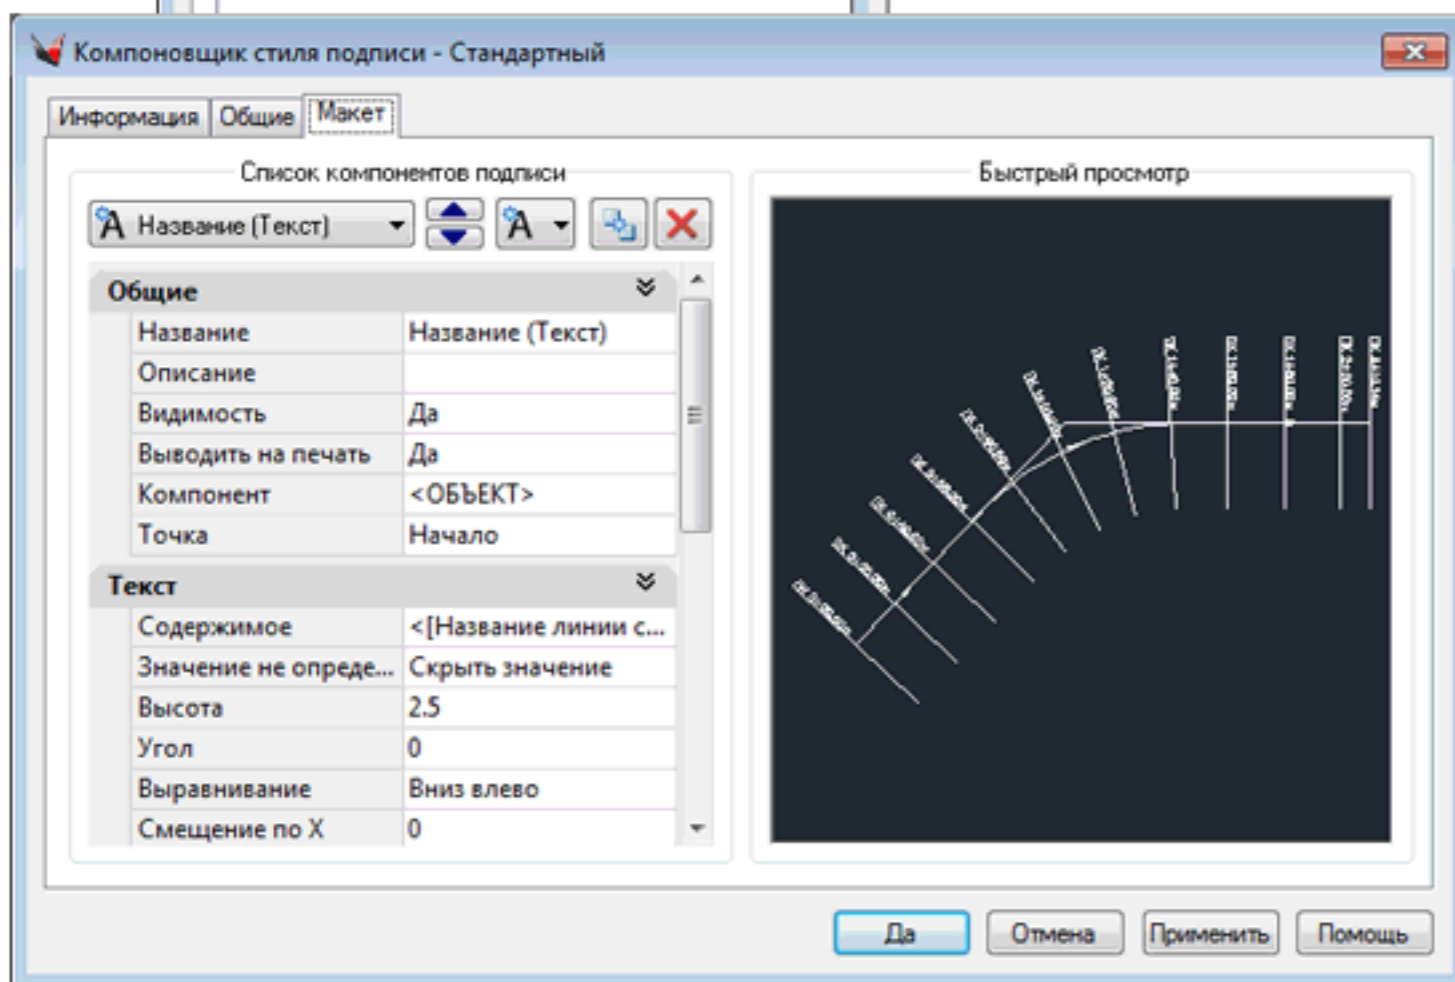 Компоновщик стиля подписи - Стандартный
Информация Общие Макет
Список компонентов подписи
Быстрый просмотр
Название (Текст)
Общие
Название Название (Текст)
Описание
Видимость Да
Выводить на печать Да
Компонент <ОБЪЕКТ>
Точка Начало
Текст
Содержимое <[Название линии с...
Значение не опреде... Скрыть значение
Высота 2.5
Угол 0
Выравнивание Вниз влево
Смещение по X 0
Да Отмена Применить Помощь